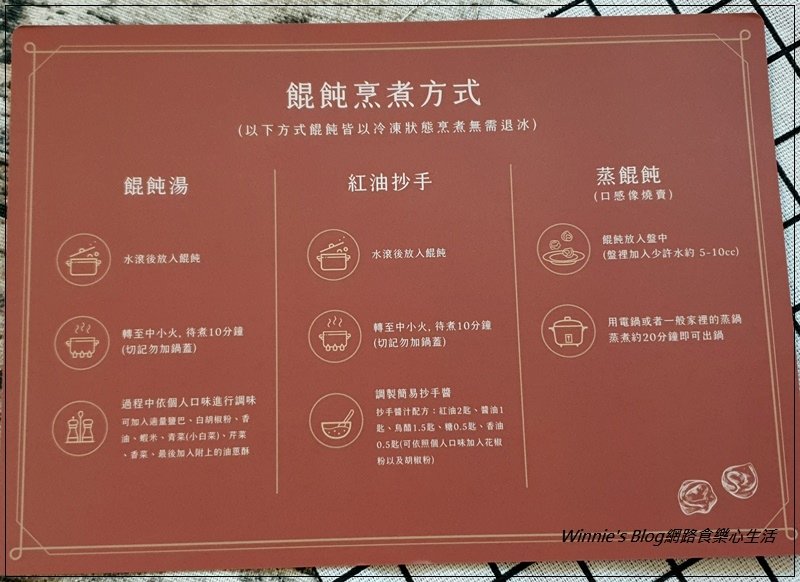 餛飩烹煮方式
(以下方式餛飩皆以冷凍狀態烹煮無需退冰)
餛飩湯
水滾後放入餛飩
轉至中小火, 待煮10分鐘
(切記勿加鍋蓋)
過程中依個人口味進行調味
可加入適量鹽巴、白胡椒粉、香
油、蝦米、青菜(小白菜)、芹菜
、香菜、最後加入附上的油蔥酥
紅油抄手
水滾後放入餛飩
轉至中小火, 待煮10分鐘
(切記勿加鍋蓋)
調製簡易抄手醬
抄手醬汁配方：紅油2匙、醬油1
匙、烏醋1.5匙、糖0.5匙、香油
0.5匙(可依照個人口味加入花椒
粉以及胡椒粉)
蒸餛飩
(口感像燒賣)
餛飩放入盤中
(盤裡加入少許水約 5-10cc)
用電鍋或者一般家裡的蒸鍋
蒸煮約20分鐘即可出鍋
Winnie's Blog網路食樂心生活